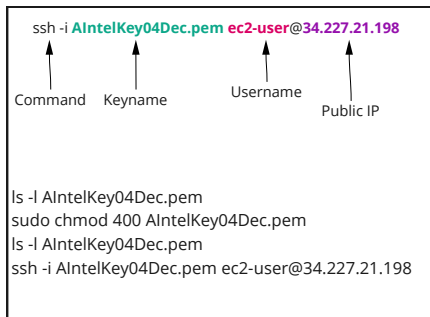 ssh -i AIntelKey04Dec.pem ec2-user@34.227.21.198
Command Keyname Username Public IP
ls -l AIntelKey04Dec.pem
sudo chmod 400 AIntelKey04Dec.pem
ls -l AIntelKey04Dec.pem
ssh -i AIntelKey04Dec.pem ec2-user@34.227.21.198